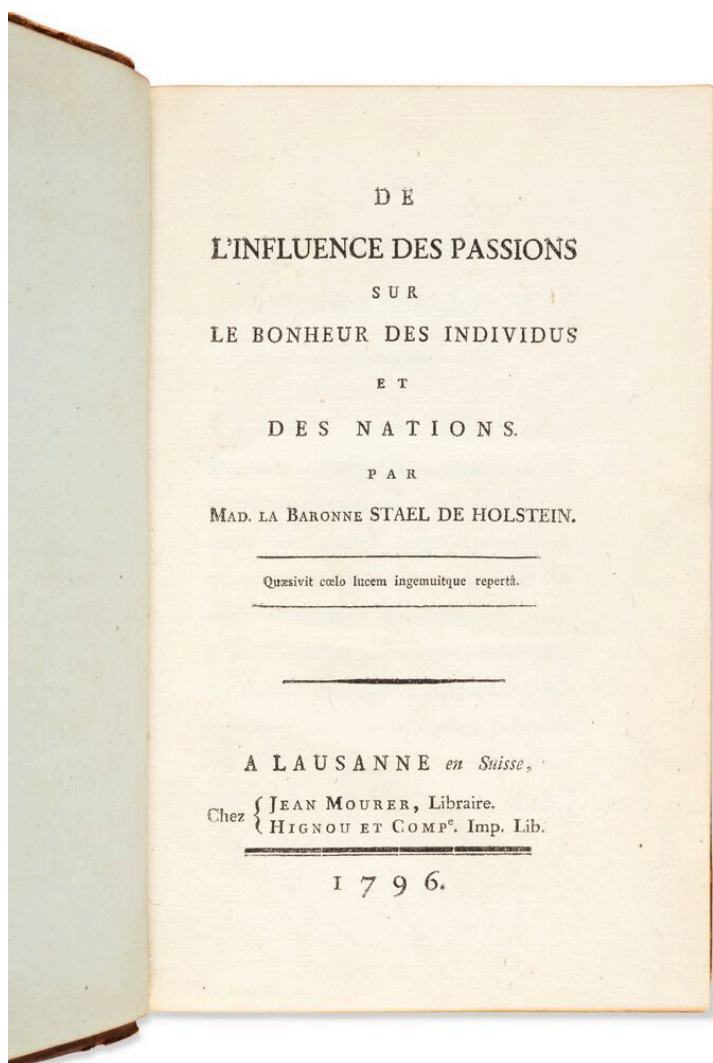 DE
L'INFLUENCE DES PASSIONS
SUR
LE BONHEUR DES INDIVIDUS
ET
DES NATIONS.
PAR
MAD. LA BARONNE STAEL DE HOLSTEIN.
Quæsivit cœlo lucem ingemuitque repertâ.
A LAUSANNE en Suisse,
Chez { JEAN MOURER, Libraire.
HIGNOU ET COMPe. Imp. Lib.
1796.